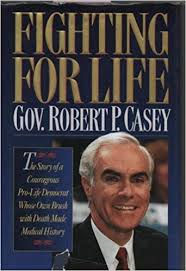 FIGHTING
FOR LIFE
GOV. ROBERT P. CASEY
The Story of a
Courageous
Pro-Life Democrat
Whose Own Brush
with Death Made
Medical History